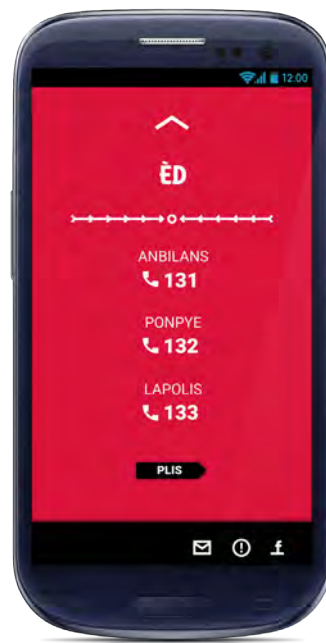 12:00
ÈD
ANBILANS
131
PONPYE
132
LAPOLIS
133
PLIS